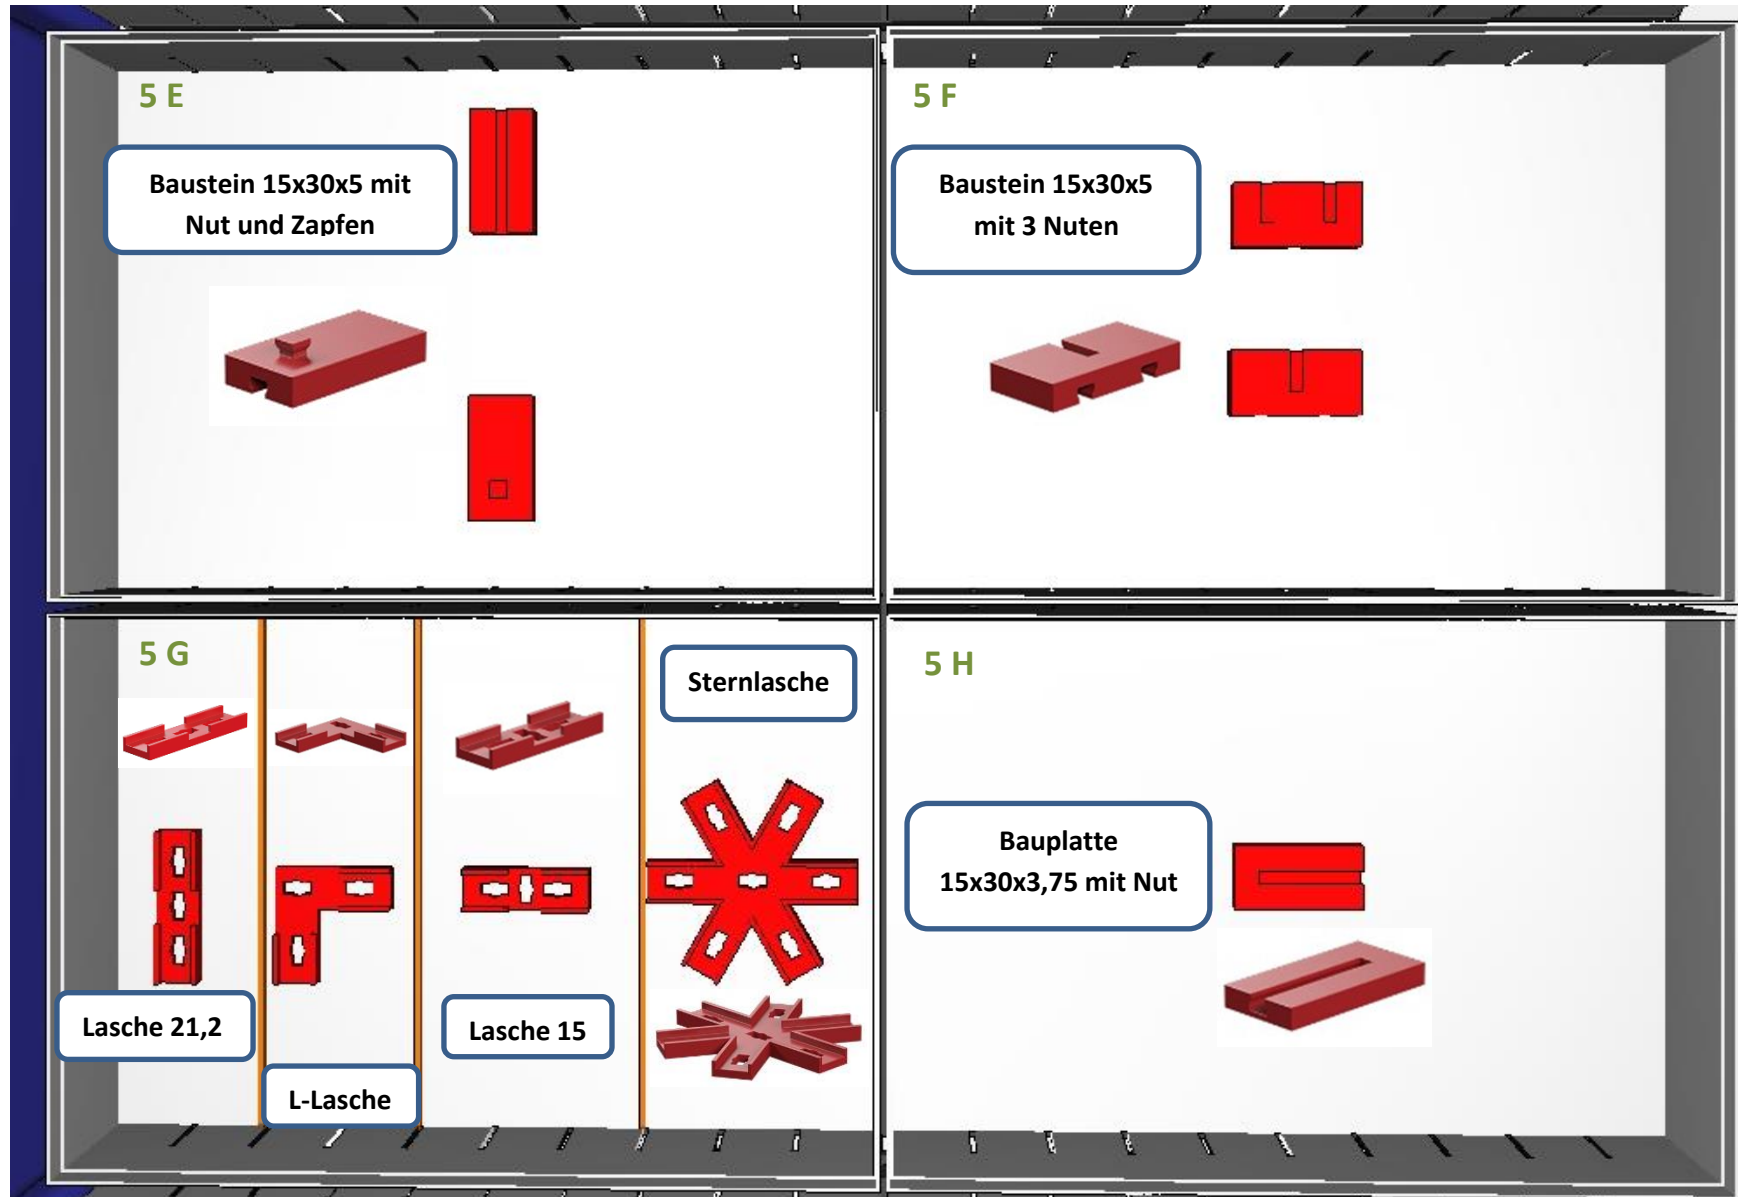 5 E
Baustein 15x30x5 mit
Nut und Zapfen
5 F
Baustein 15x30x5
mit 3 Nuten
5 G
Lasche 21,2
L-Lasche
Lasche 15
Sternlasche
5 H
Bauplatte
15x30x3,75 mit Nut